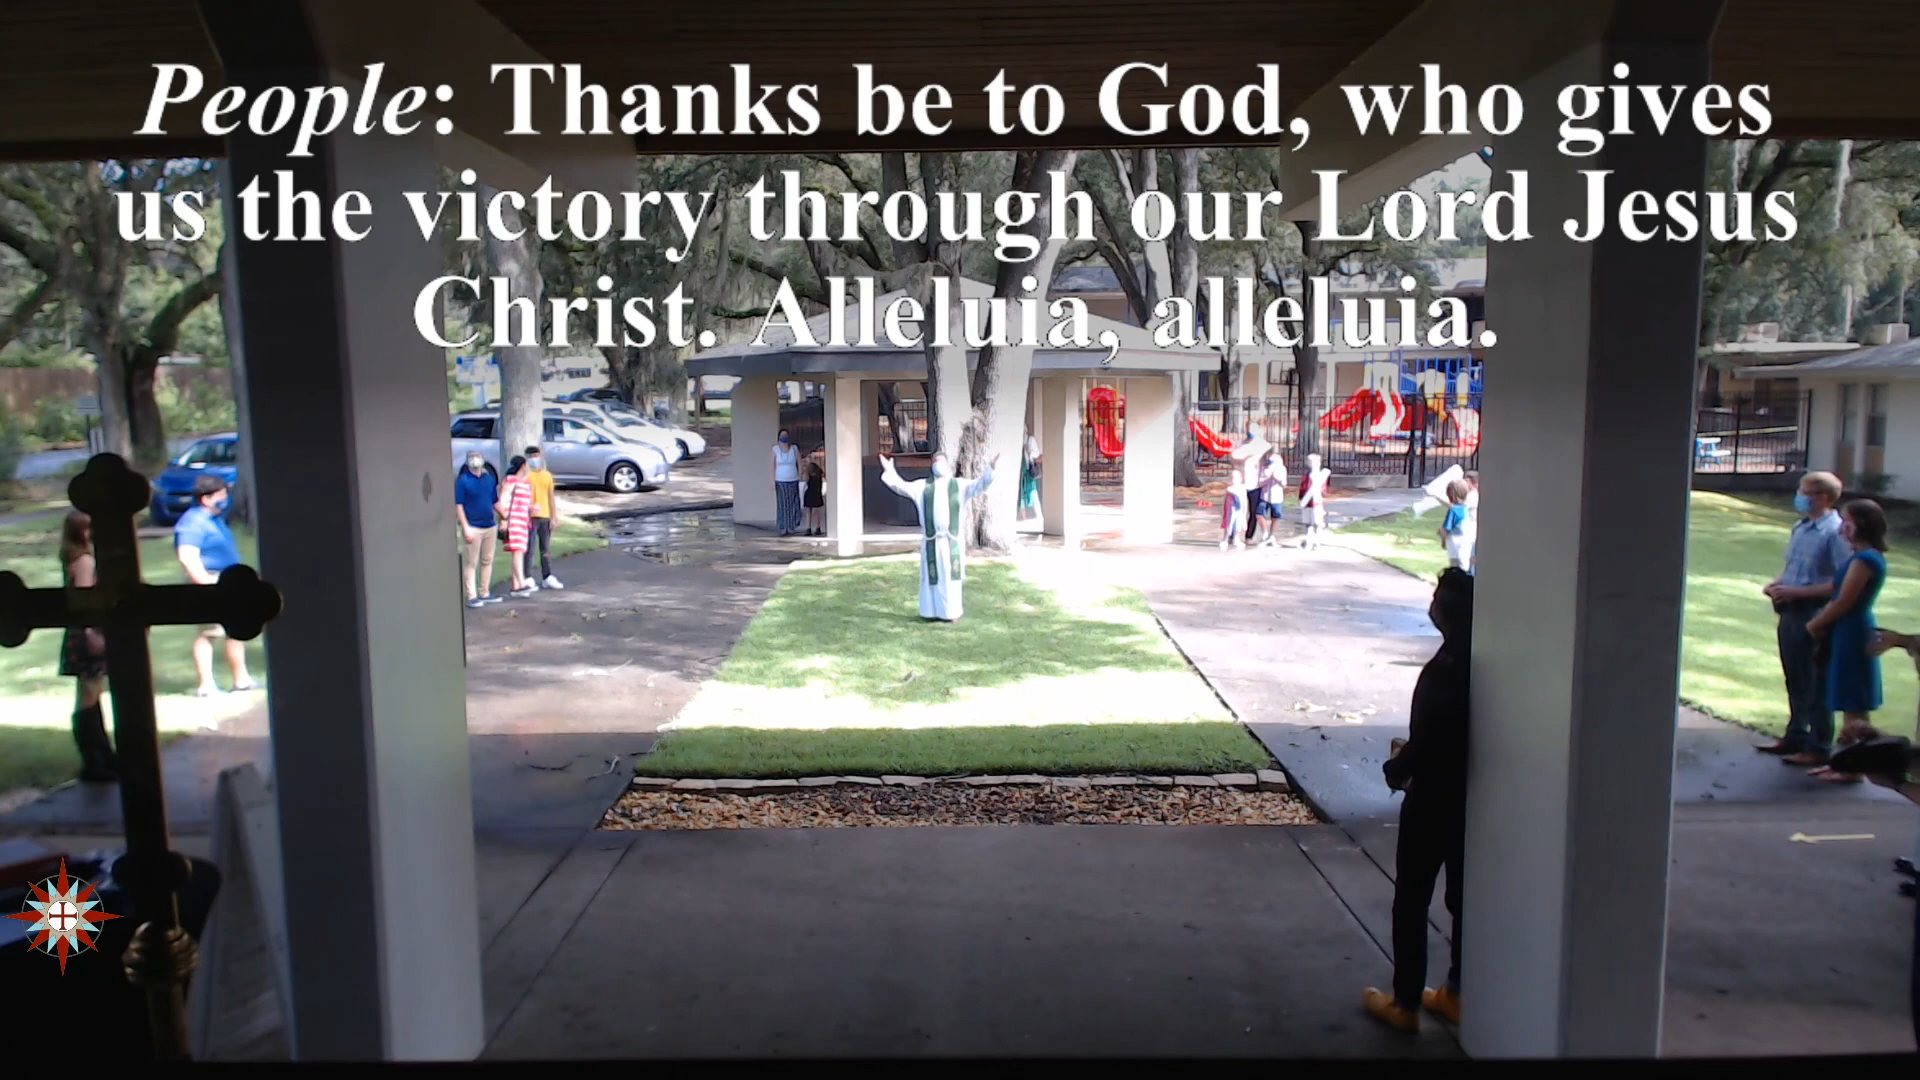 People: Thanks be to God, who gives
us the victory through our Lord Jesus
Christ. Alleluia, alleluia.